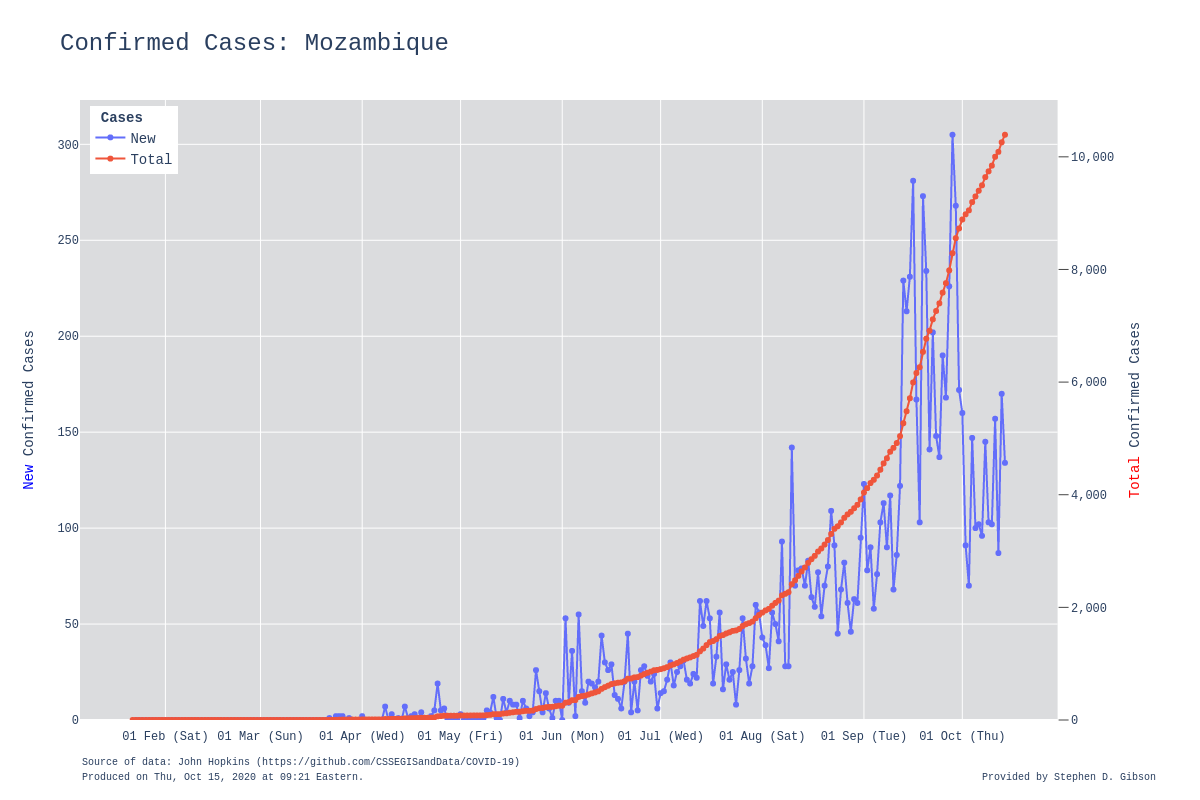 Confirmed Cases: Mozambique
Cases
New
Total
300
250
200
150
100
50
0
10,000
8,000
6,000
4,000
2,000
0
New Confirmed Cases
Total Confirmed Cases
01 Feb (Sat) 01 Mar (Sun) 01 Apr (Wed) 01 May (Fri) 01 Jun (Mon) 01 Jul (Wed) 01 Aug (Sat) 01 Sep (Tue) 01 Oct (Thu)
Source of data: John Hopkins (https://github.com/CSSEGISandData/COVID-19)
Produced on Thu, Oct 15, 2020 at 09:21 Eastern.
Provided by Stephen D. Gibson